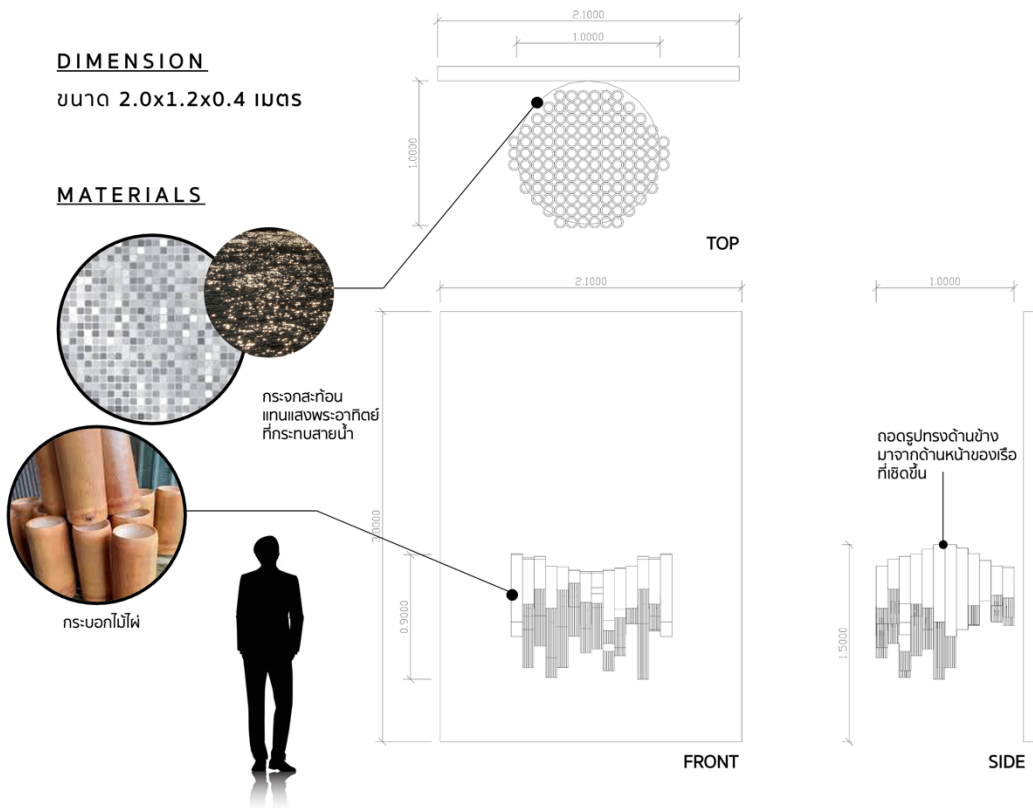 DIMENSION
ขนาด 2.0x1.2x0.4 เมตร
MATERIALS
กระจกสะท้อน
แทนแสงพระอาทิตย์
ที่กระทบสายน้ำ
กระบอกไม้ไผ่
2.1000
1.0000
1.0000
TOP
2.1000
0.9000
FRONT
1.0000
ถอดรูปทรงด้านข้าง
มาจากด้านหน้าของเรือ
ที่เชิดขึ้น
1.5000
SIDE